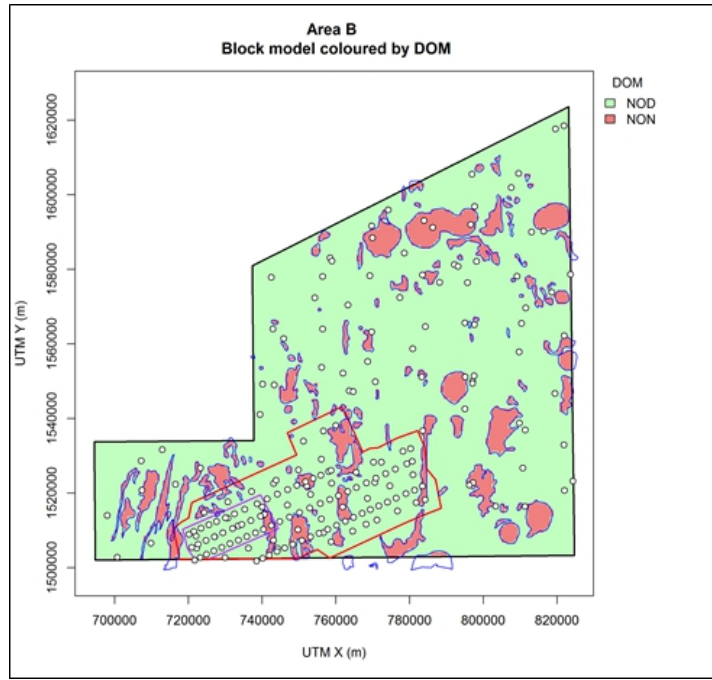 Area B
Block model coloured by DOM
DOM
NOD
NON
1620000
1600000
1580000
1560000
1540000
1520000
1500000
UTM Y (m)
700000 720000 740000 760000 780000 800000 820000
UTM X (m)